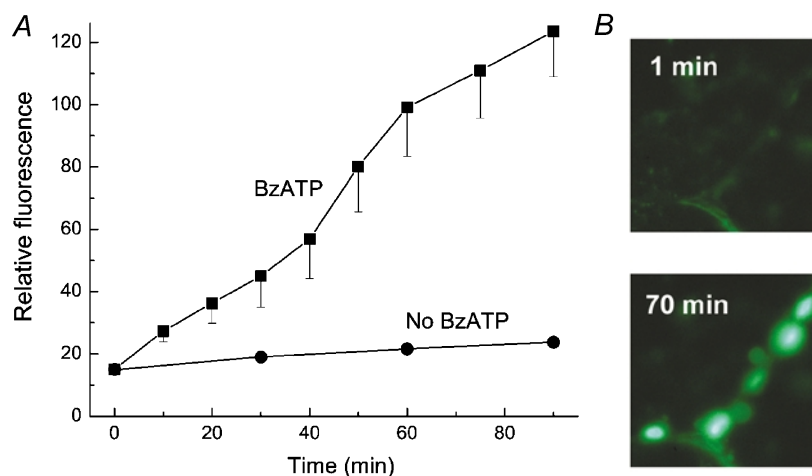 A
B
120
100
80
60
40
20
0
Relative fluorescence
BzATP
No BzATP
0
20
40
60
80
Time (min)
1 min
70 min